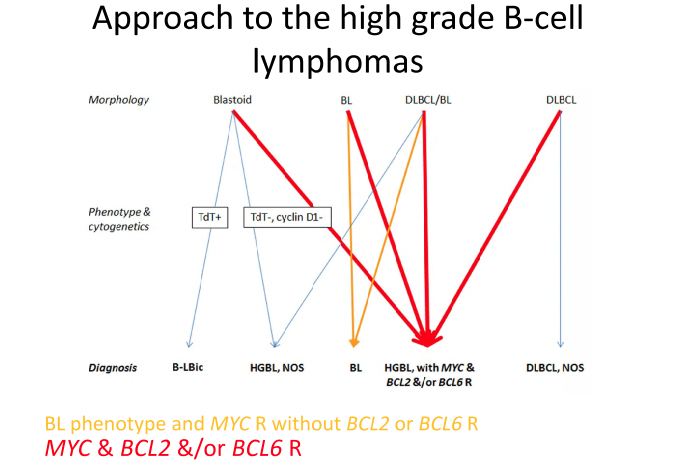 Approach to the high grade B-cell
lymphomas
Morphology Blastoid BL DLBCL/BL DLBCL
Phenotype &
cytogenetics
TdT+ TdT-, cyclin D1-
Diagnosis B-LBic HGBL, NOS BL HGBL, with MYC & DLBCL, NOS
BCL2 &/or BCL6 R
BL phenotype and MYC R without BCL2 or BCL6 R
MYC & BCL2 &/or BCL6 R